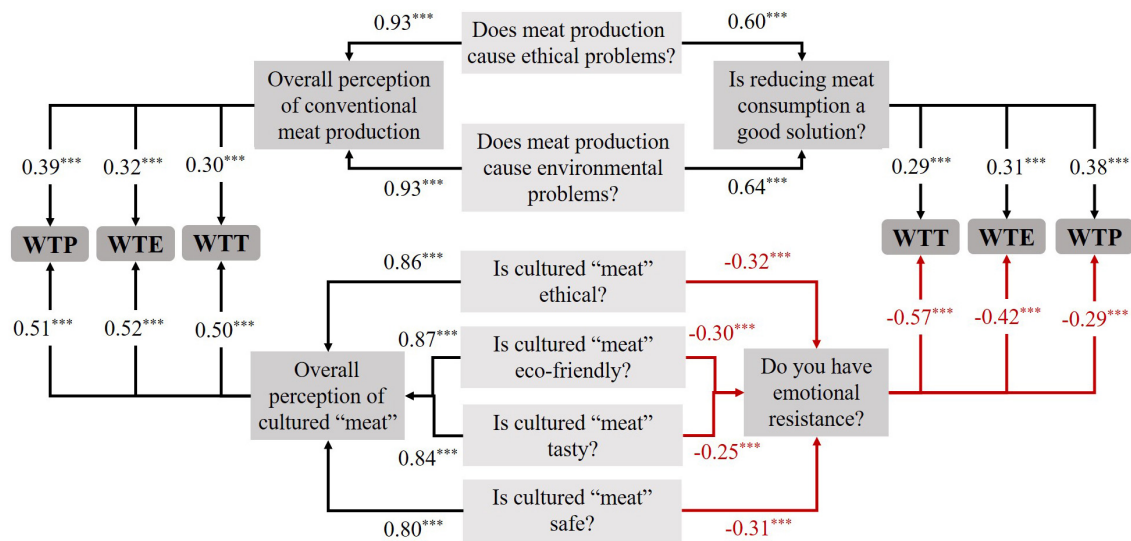 0.93***
Does meat production
cause ethical problems?
0.60***
Overall perception
of conventional
meat production
Is reducing meat
consumption a
good solution?
Does meat production
cause environmental
problems?
0.93***
0.64***
0.39***
0.32***
0.30***
0.29***
0.31***
0.38***
WTP
WTE
WTT
WTT
WTE
WTP
0.51***
0.52***
0.50***
-0.57***
-0.42***
-0.29***
0.86***
Is cultured “meat”
ethical?
-0.32***
0.87***
Is cultured “meat”
eco-friendly?
-0.30***
Overall
perception of
cultured “meat”
Do you have
emotional
resistance?
0.84***
Is cultured “meat”
tasty?
-0.25***
0.80***
Is cultured “meat”
safe?
-0.31***